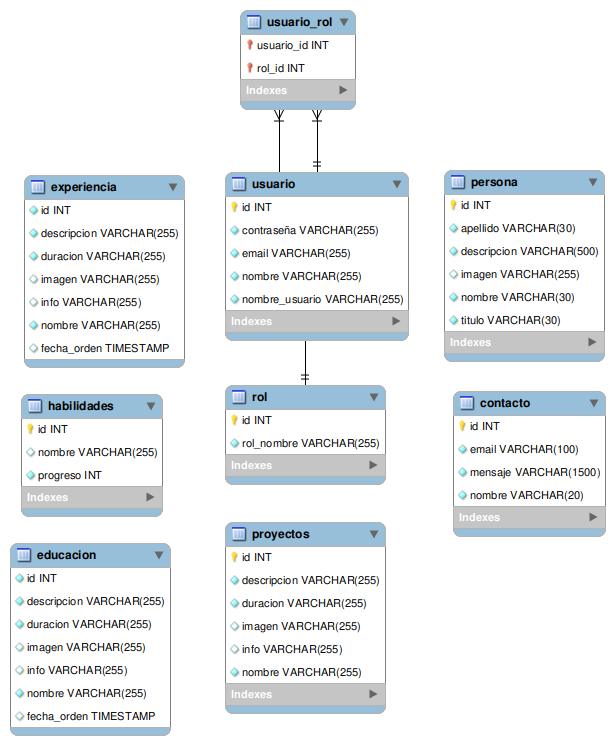 usuario_rol
usuario_id INT
rol_id INT
Indexes
experiencia
id INT
descripcion VARCHAR(255)
duracion VARCHAR(255)
imagen VARCHAR(255)
info VARCHAR(255)
nombre VARCHAR(255)
fecha_orden TIMESTAMP
usuario
id INT
contraseña VARCHAR(255)
email VARCHAR(255)
nombre VARCHAR(255)
nombre_usuario VARCHAR(255)
Indexes
persona
id INT
apellido VARCHAR(30)
descripcion VARCHAR(500)
imagen VARCHAR(255)
nombre VARCHAR(30)
titulo VARCHAR(30)
Indexes
habilidades
id INT
nombre VARCHAR(255)
progreso INT
Indexes
rol
id INT
rol_nombre VARCHAR(255)
Indexes
contacto
id INT
email VARCHAR(100)
mensaje VARCHAR(1500)
nombre VARCHAR(20)
Indexes
educacion
id INT
descripcion VARCHAR(255)
duracion VARCHAR(255)
imagen VARCHAR(255)
info VARCHAR(255)
nombre VARCHAR(255)
fecha_orden TIMESTAMP
proyectos
id INT
descripcion VARCHAR(255)
duracion VARCHAR(255)
imagen VARCHAR(255)
info VARCHAR(255)
nombre VARCHAR(255)
Indexes